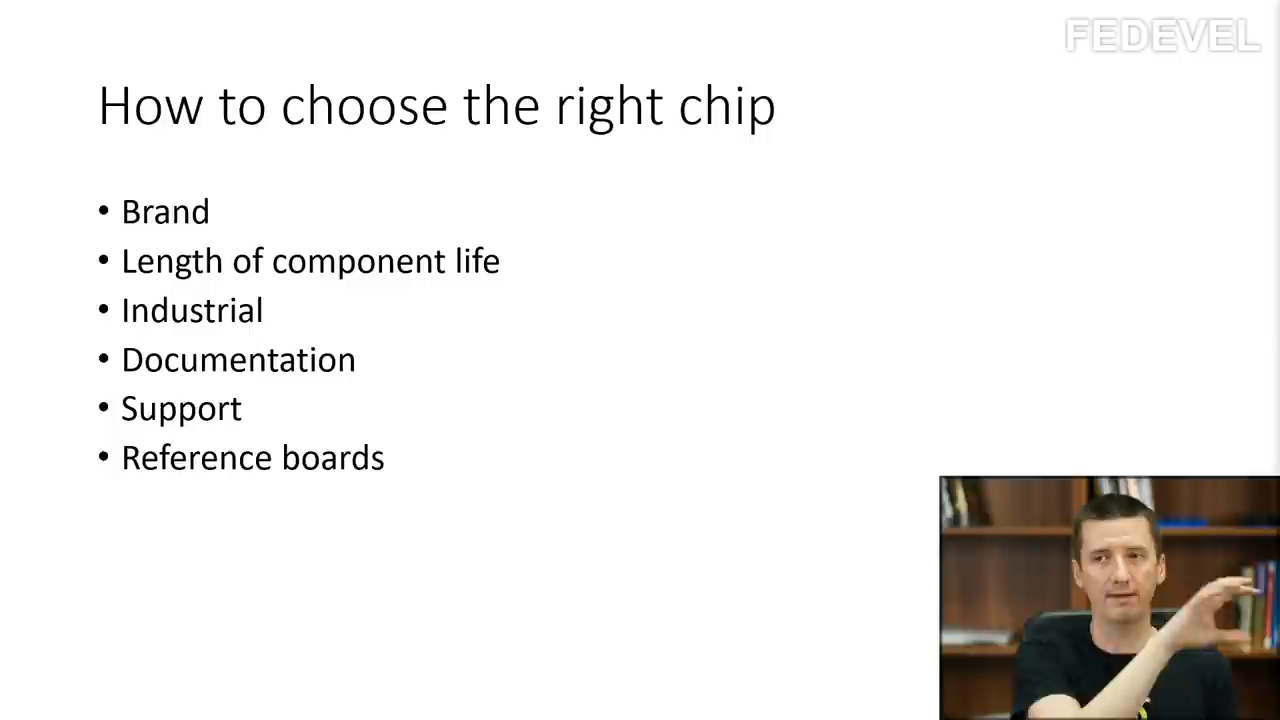 FEDEVEL
How to choose the right chip
• Brand
• Length of component life
• Industrial
• Documentation
• Support
• Reference boards